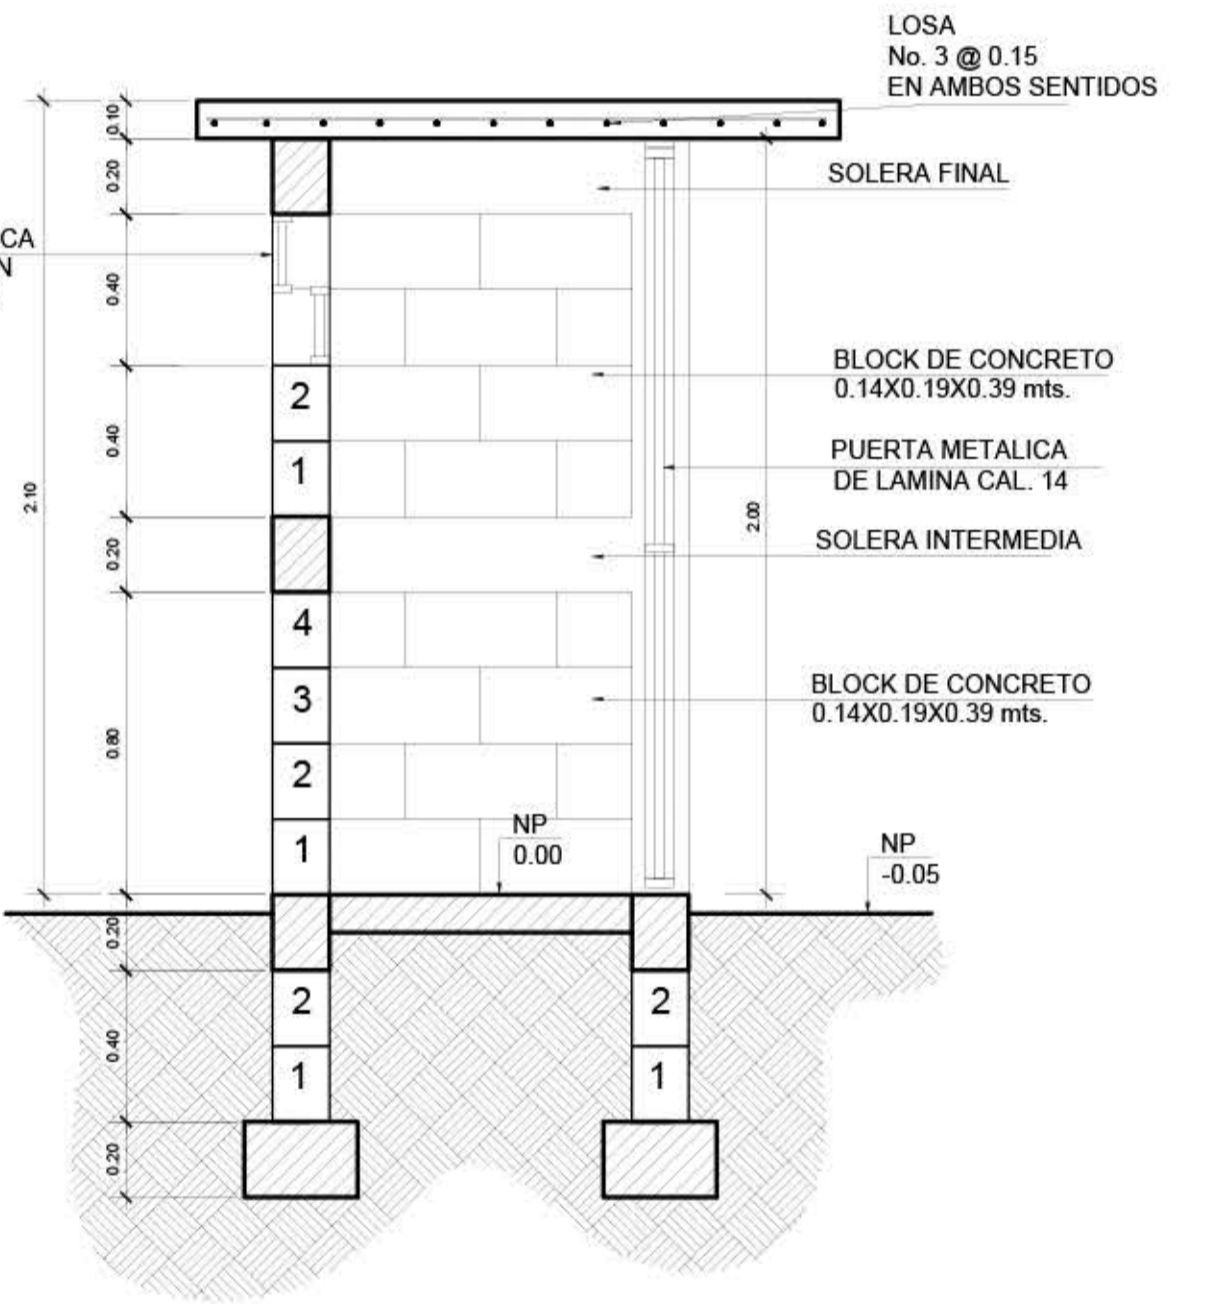 LOSA
No. 3 @ 0.15
EN AMBOS SENTIDOS
0.10
0.20
SOLERA FINAL
CA
N
0.40
BLOCK DE CONCRETO
0.14X0.19X0.39 mts.
2
0.40
1
PUERTA METALICA
DE LAMINA CAL. 14
2.10
2.00
0.20
SOLERA INTERMEDIA
4
3
BLOCK DE CONCRETO
0.14X0.19X0.39 mts.
0.80
2
1
NP
0.00
NP
-0.05
0.20
2
2
0.40
1
1
0.20